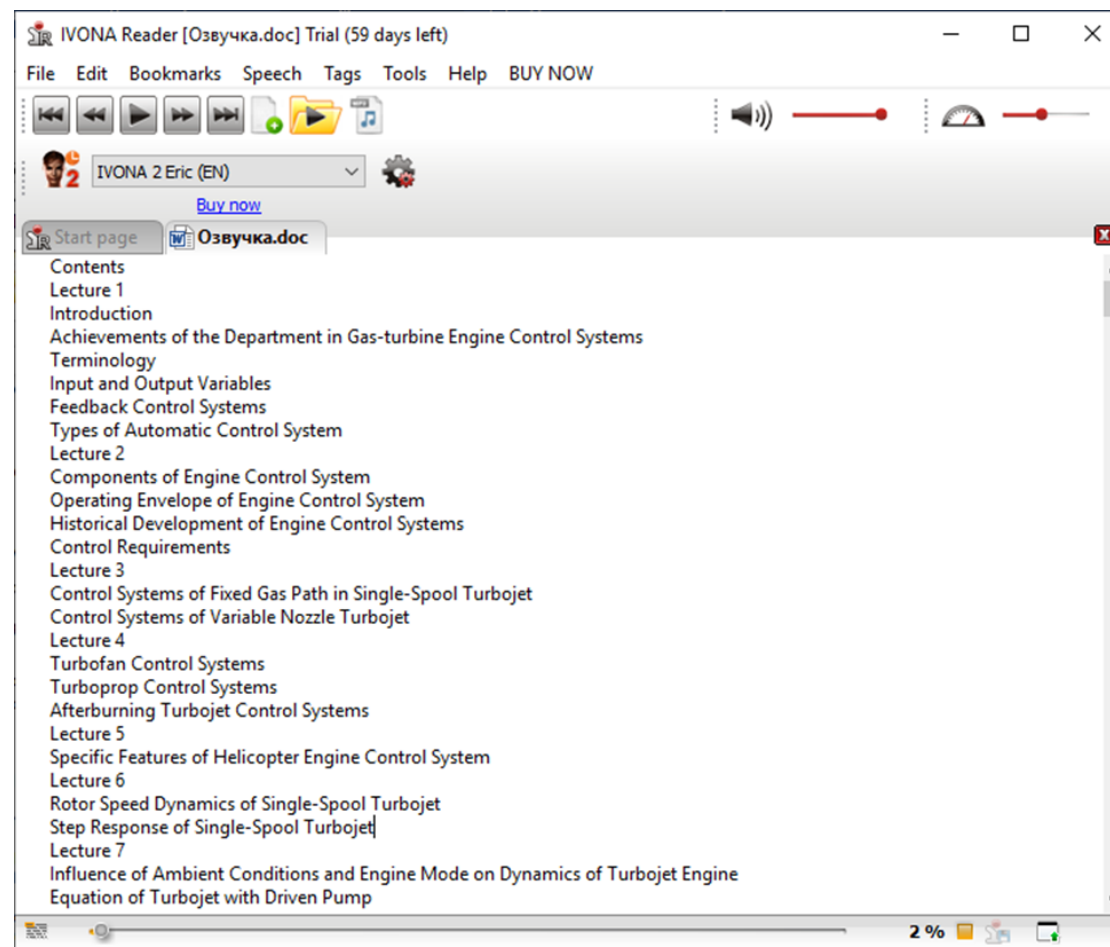 IVONA Reader [Озвучка.doc] Trial (59 days left)
File Edit Bookmarks Speech Tags Tools Help BUY NOW
2 IVONA 2 Eric (EN)
Buy now
Start page Озвучка.doc
Contents
Lecture 1
Introduction
Achievements of the Department in Gas-turbine Engine Control Systems
Terminology
Input and Output Variables
Feedback Control Systems
Types of Automatic Control System
Lecture 2
Components of Engine Control System
Operating Envelope of Engine Control System
Historical Development of Engine Control Systems
Control Requirements
Lecture 3
Control Systems of Fixed Gas Path in Single-Spool Turbojet
Control Systems of Variable Nozzle Turbojet
Lecture 4
Turbofan Control Systems
Turboprop Control Systems
Afterburning Turbojet Control Systems
Lecture 5
Specific Features of Helicopter Engine Control System
Lecture 6
Rotor Speed Dynamics of Single-Spool Turbojet
Step Response of Single-Spool Turbojet
Lecture 7
Influence of Ambient Conditions and Engine Mode on Dynamics of Turbojet Engine
Equation of Turbojet with Driven Pump
2 %